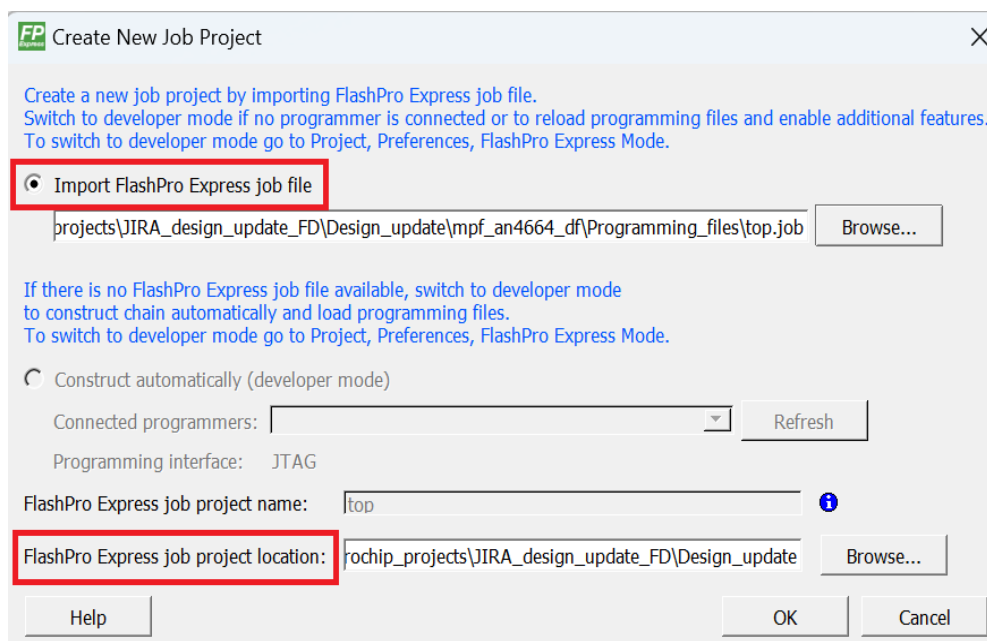 FP
Express
Create New Job Project
Create a new job project by importing FlashPro Express job file.
Switch to developer mode if no programmer is connected or to reload programming files and enable additional features.
To switch to developer mode go to Project, Preferences, FlashPro Express Mode.
Import FlashPro Express job file
projects\JIRA_design_update_FD\Design_update\mpf_an4664_df\Programming_files\top.job
Browse...
If there is no FlashPro Express job file available, switch to developer mode
to construct chain automatically and load programming files.
To switch to developer mode go to Project, Preferences, FlashPro Express Mode.
Construct automatically (developer mode)
Connected programmers:
Refresh
Programming interface: JTAG
FlashPro Express job project name: top
FlashPro Express job project location: rochip_projects\JIRA_design_update_FD\Design_update Browse...
Help OK Cancel